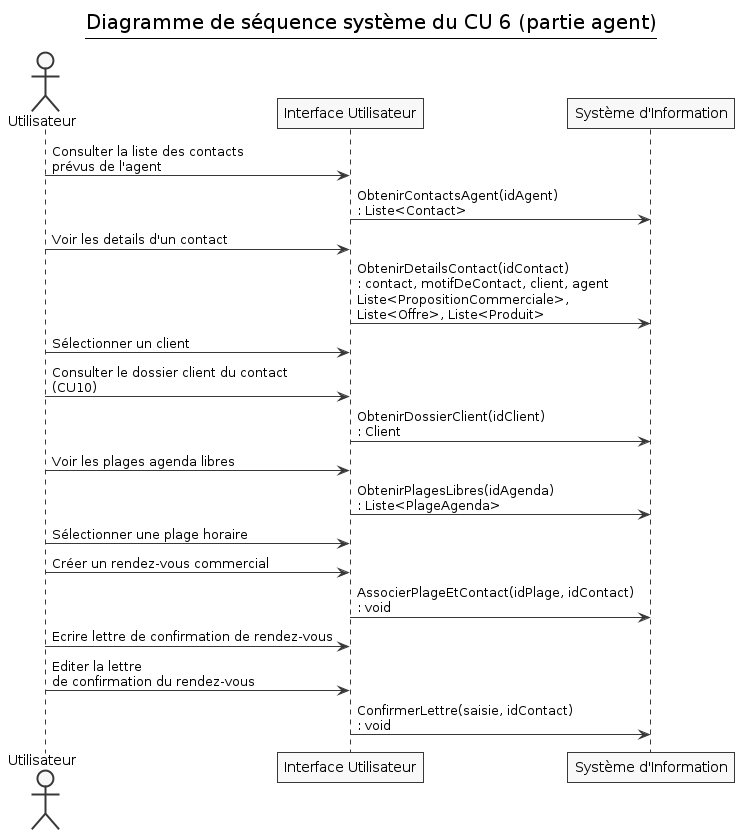 Diagramme de séquence système du CU 6 (partie agent)
Utilisateur
Interface Utilisateur
Système d'Information
Consulter la liste des contacts
prévus de l'agent
ObtenirContactsAgent(idAgent)
: Liste<Contact>
Voir les details d'un contact
ObtenirDetailsContact(idContact)
: contact, motifDeContact, client, agent
Liste<PropositionCommerciale>,
Liste<Offre>, Liste<Produit>
Sélectionner un client
Consulter le dossier client du contact
(CU10)
ObtenirDossierClient(idClient)
: Client
Voir les plages agenda libres
ObtenirPlagesLibres(idAgenda)
: Liste<PlageAgenda>
Sélectionner une plage horaire
Créer un rendez-vous commercial
AssocierPlageEtContact(idPlage, idContact)
: void
Ecrire lettre de confirmation de rendez-vous
Editer la lettre
de confirmation du rendez-vous
ConfirmerLettre(saisie, idContact)
: void
Utilisateur
Interface Utilisateur
Système d'Information